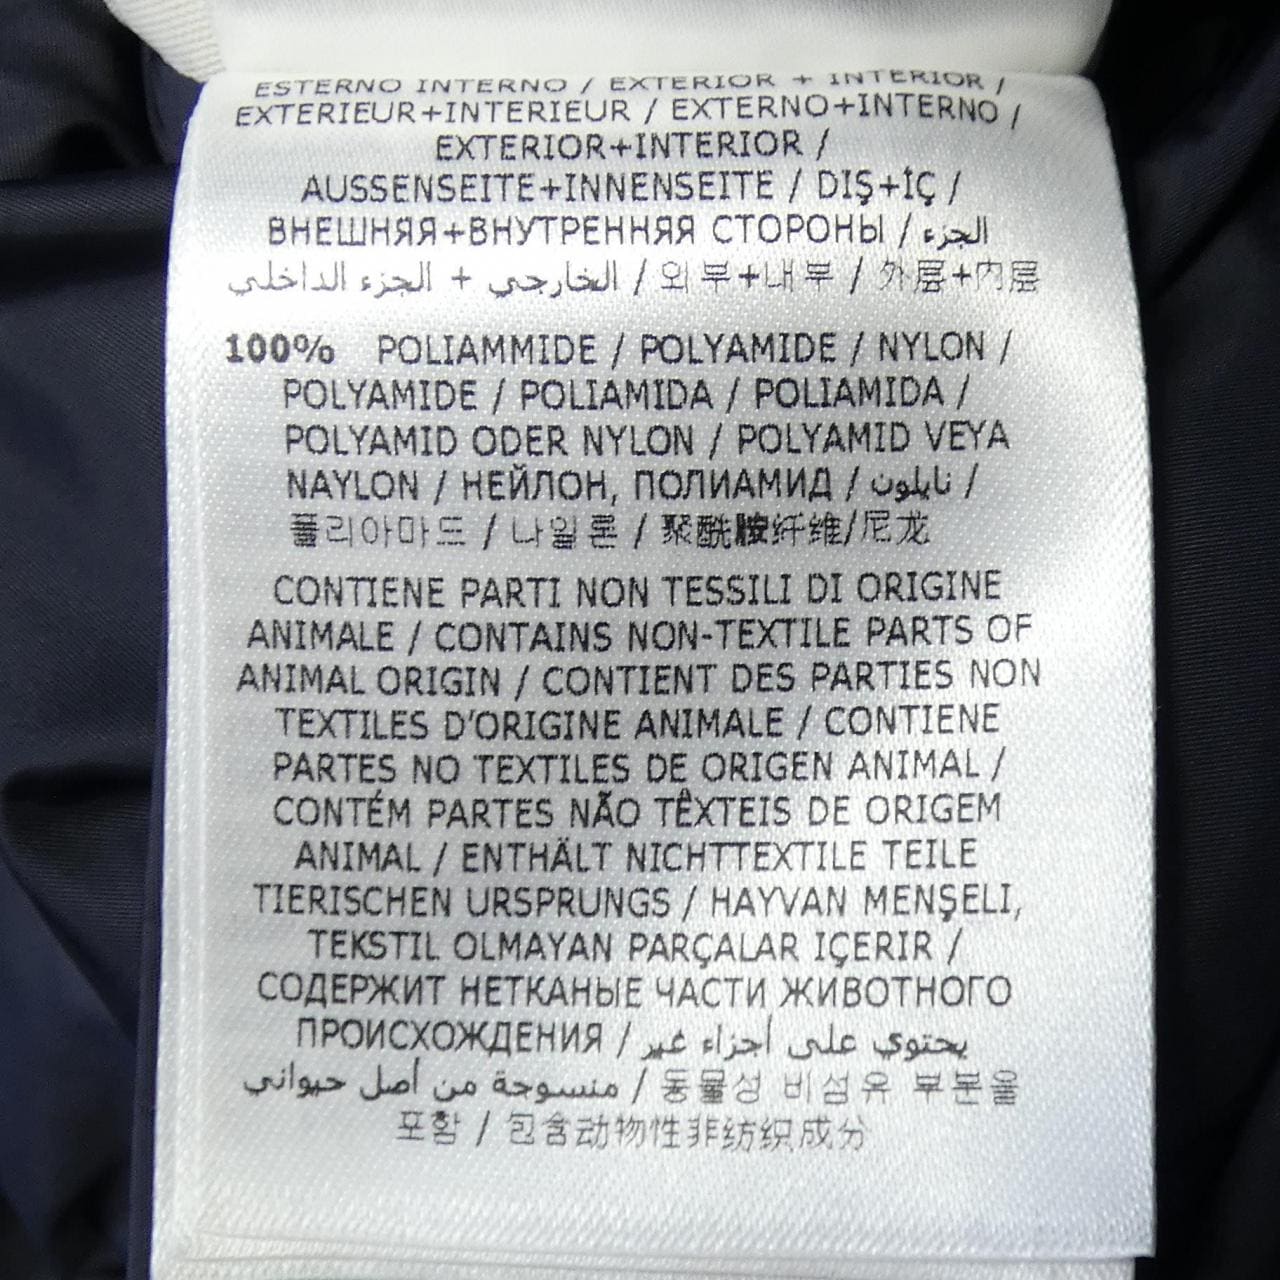 ESTERNO INTERNO / EXTERIOR + INTERIOR /
EXTERIEUR+INTERIEUR / EXTERNO+INTERNO /
EXTERIOR+INTERIOR /
AUSSENSEITE+INNENSEITE / DIŞ+İÇ /
ВНЕШНЯЯ+ВНУТРЕННЯЯ СТОРОНЫ / الجزء
الخارجي + الجزء الداخلي / 외부+내부 / 外层+内层
100% POLIAMMIDE / POLYAMIDE / NYLON /
POLYAMIDE / POLIAMIDA / POLIAMIDA /
POLYAMID ODER NYLON / POLYAMID VEYA
NAYLON / НЕЙЛОН, ПОЛИАМИД / نايلون /
폴리아마드 / 나일론 / 聚酰胺纤维/尼龙
CONTIENE PARTI NON TESSILI DI ORIGINE
ANIMALE / CONTAINS NON-TEXTILE PARTS OF
ANIMAL ORIGIN / CONTIENT DES PARTIES NON
TEXTILES D'ORIGINE ANIMALE / CONTIENE
PARTES NO TEXTILES DE ORIGEN ANIMAL /
CONTÉM PARTES NÃO TÊXTEIS DE ORIGEM
ANIMAL / ENTHÄLT NICHTTEXTILE TEILE
TIERISCHEN URSPRUNGS / HAYVAN MENŞELI,
TEKSTIL OLMAYAN PARÇALAR IÇERIR /
СОДЕРЖИТ НЕТКАНЫЕ ЧАСТИ ЖИВОТНОГО
ПРОИСХОЖДЕНИЯ / يحتوي على أجزاء غير
منسوجة من أصل حيواني / 동물성 비섬유 부분을
포함 / 包含动物性非纺织成分